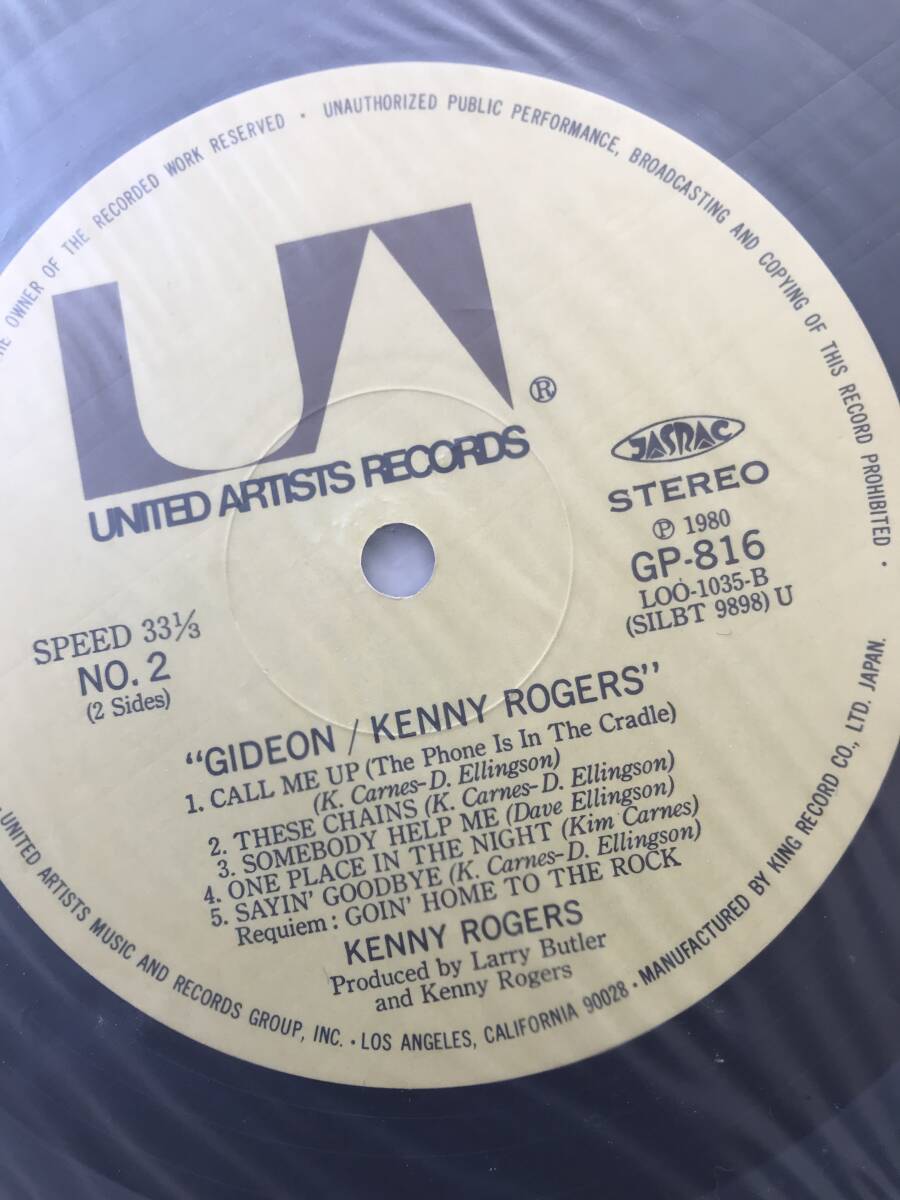 THE OWNER OF THE RECORDED WORK RESERVED • UNAUTHORIZED PUBLIC PERFORMANCE, BROADCASTING AND COPYING OF THIS RECORD PROHIBITED •
UA ®
UNITED ARTISTS RECORDS
JASRAC
STEREO
℗ 1980
GP-816
LOO-1035-B
(SILBT 9898) U
SPEED 33⅓
NO. 2
(2 Sides)
"GIDEON / KENNY ROGERS"
1. CALL ME UP (The Phone Is In The Cradle)
(K. Carnes-D. Ellingson)
2. THESE CHAINS (K. Carnes-D. Ellingson)
3. SOMEBODY HELP ME (Dave Ellingson)
4. ONE PLACE IN THE NIGHT (Kim Carnes)
5. SAYIN' GOODBYE (K. Carnes-D. Ellingson)
Requiem : GOIN' HOME TO THE ROCK
KENNY ROGERS
Produced by Larry Butler
and Kenny Rogers
UNITED ARTISTS MUSIC AND RECORDS GROUP, INC. • LOS ANGELES, CALIFORNIA 90028 • MANUFACTURED BY KING RECORD CO., LTD. JAPAN.